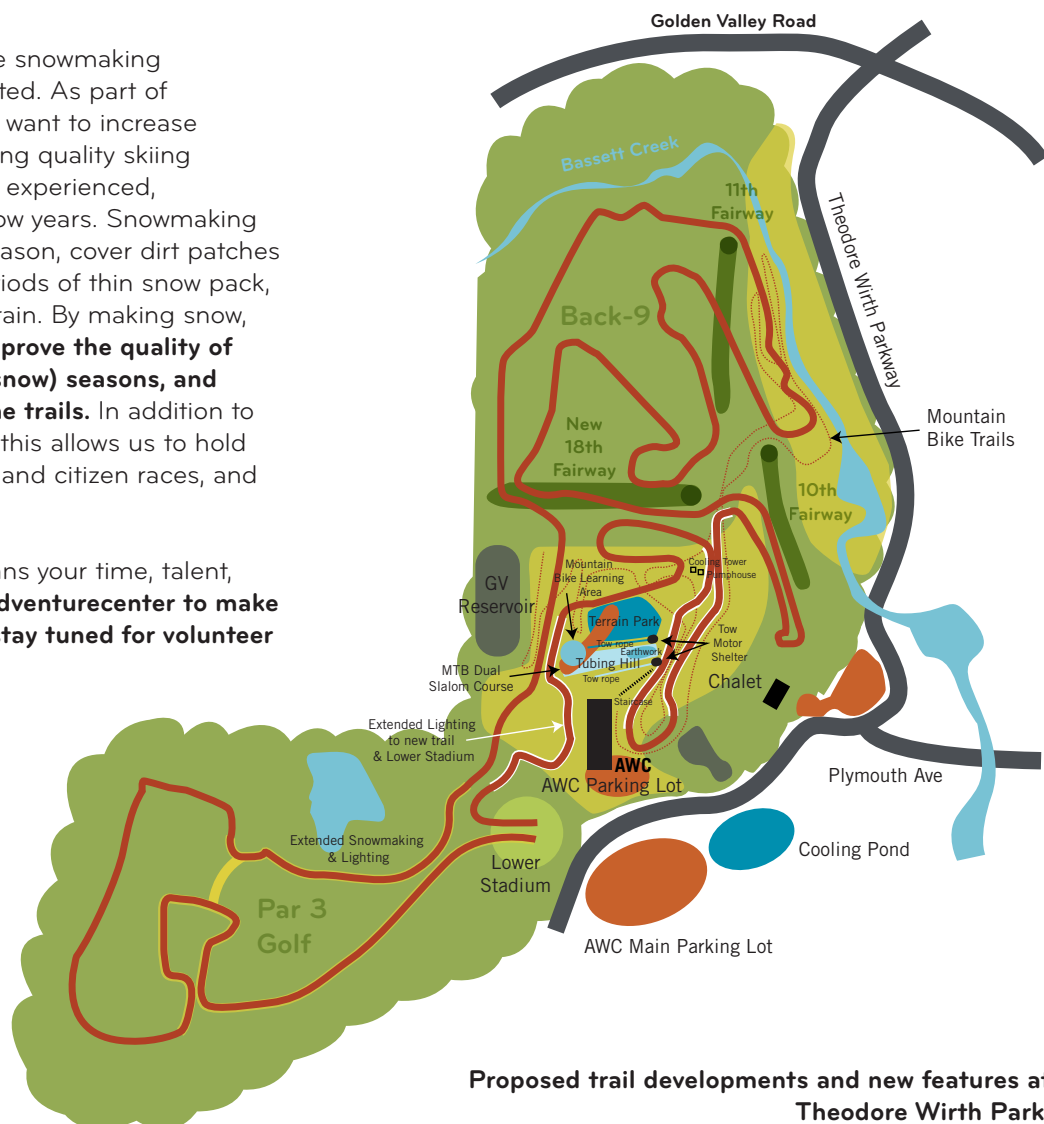 e snowmaking
ted. As part of
want to increase
ng quality skiing
experienced,
ow years. Snowmaking
eason, cover dirt patches
riods of thin snow pack,
rain. By making snow,
prove the quality of
snow) seasons, and
ne trails. In addition to
this allows us to hold
and citizen races, and
ans your time, talent,
dventurecenter to make
stay tuned for volunteer
Golden Valley Road
Bassett Creek
11th
Fairway
Theodore Wirth Parkway
Back-9
Mountain
Bike Trails
New
18th
Fairway
10th
Fairway
GV
Reservoir
Mountain
Bike Learning
Area
Cooling Tower
Pumphouse
Terrain Park
Tow rope
Earthwork
Tubing Hill
Tow rope
Tow
Motor
Shelter
MTB Dual
Slalom Course
Staircase
Chalet
Extended Lighting
to new trail
& Lower Stadium
AWC
AWC Parking Lot
Plymouth Ave
Extended Snowmaking
& Lighting
Lower
Stadium
Cooling Pond
Par 3
Golf
AWC Main Parking Lot
Proposed trail developments and new features at
Theodore Wirth Park